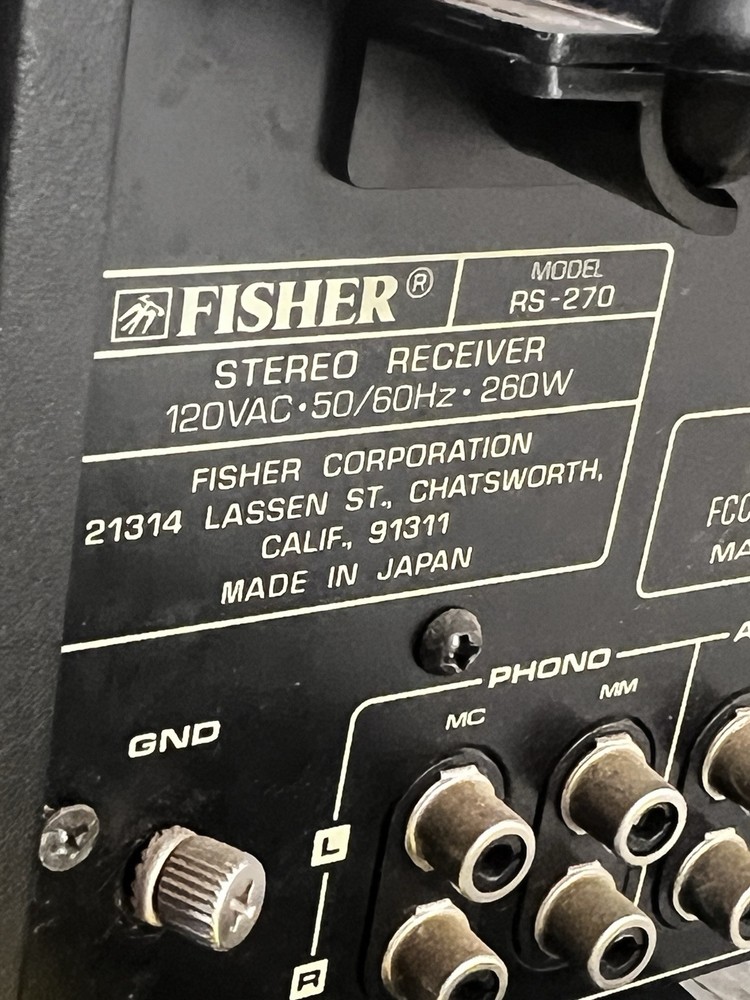 FISHER®
MODEL
RS-270
STEREO RECEIVER
120VAC•50/60Hz•260W
FISHER CORPORATION
21314 LASSEN ST., CHATSWORTH,
CALIF., 91311
MADE IN JAPAN
FCC
PHONO
MC
MM
GND
L
R